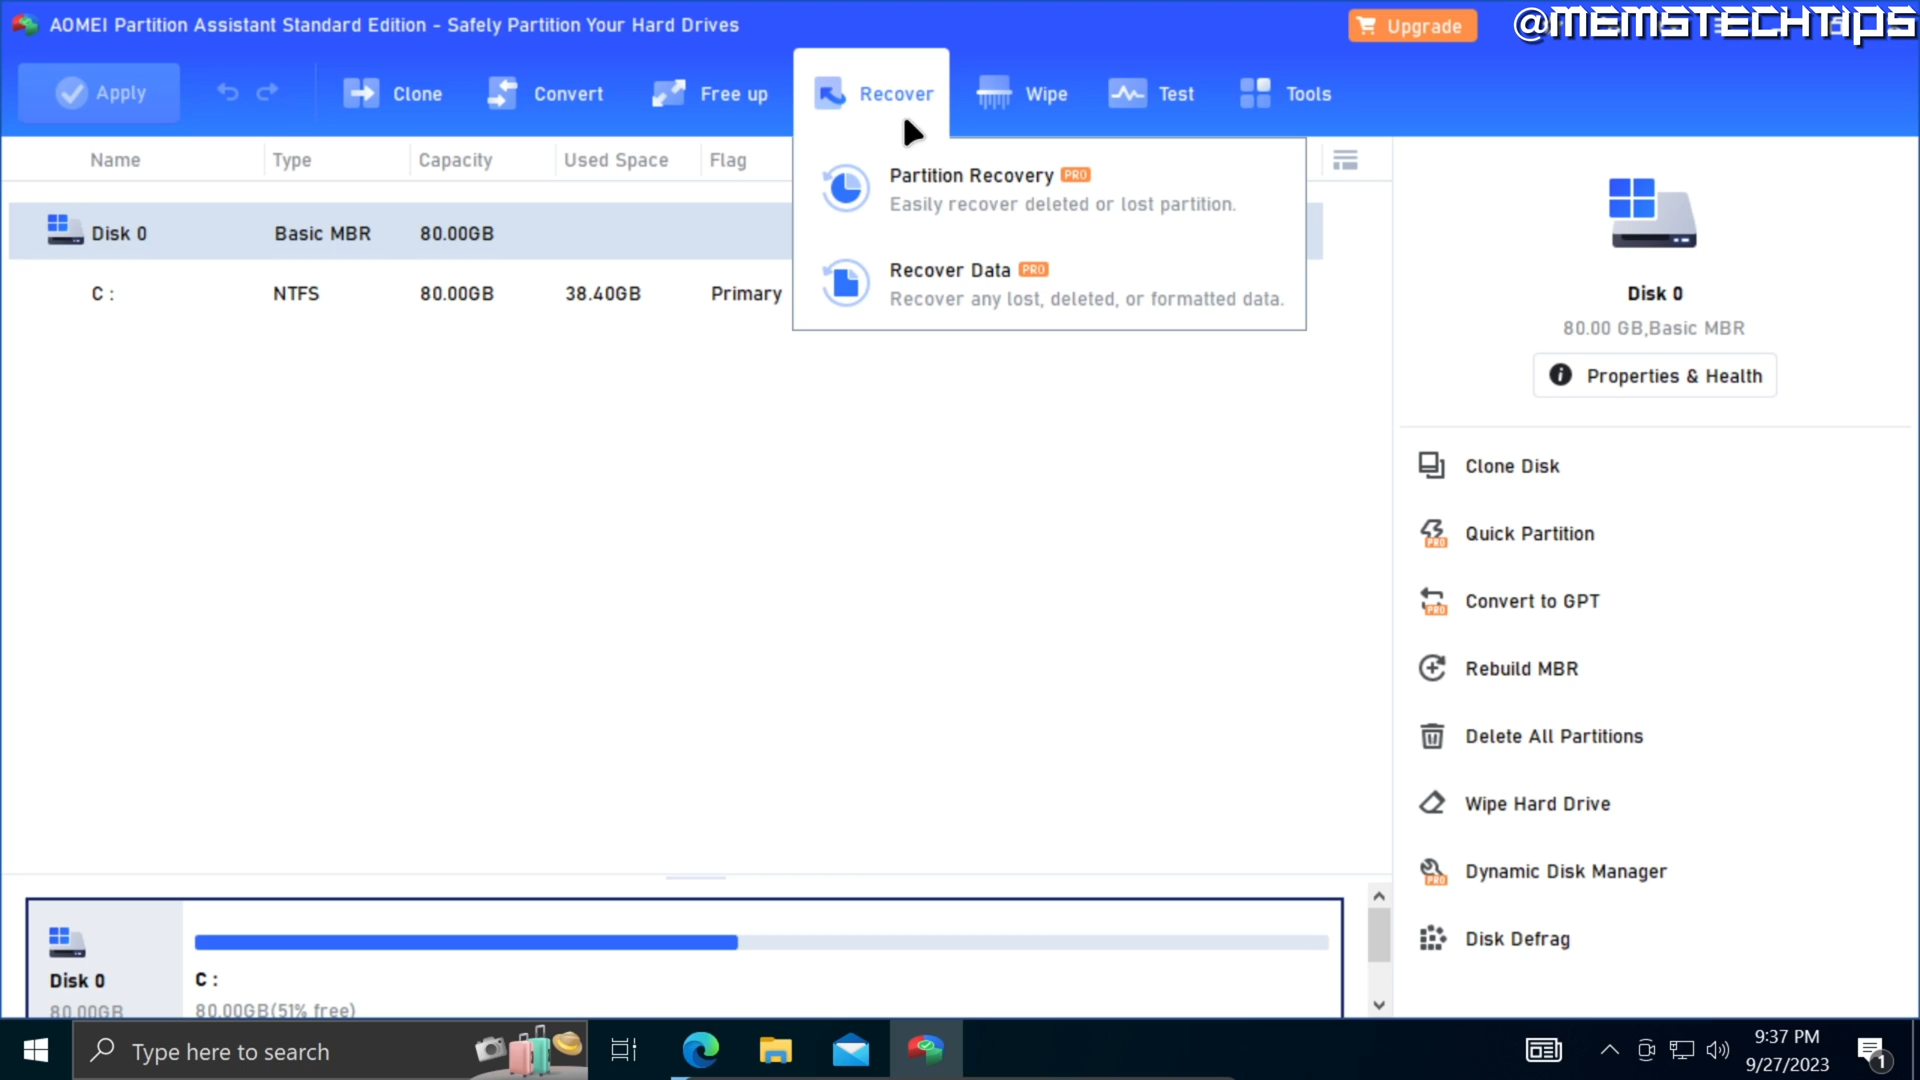 AOMEI Partition Assistant Standard Edition - Safely Partition Your Hard Drives
Upgrade
@MEMSTECHTIPS
Apply
Clone
Convert
Free up
Recover
Wipe
Test
Tools
Name
Type
Capacity
Used Space
Flag
Disk 0
Basic MBR
80.00GB
C :
NTFS
80.00GB
38.40GB
Primary
Partition Recovery PRO
Easily recover deleted or lost partition.
Recover Data PRO
Recover any lost, deleted, or formatted data.
Disk 0
80.00 GB,Basic MBR
Properties & Health
Clone Disk
PRO
Quick Partition
PRO
Convert to GPT
Rebuild MBR
Delete All Partitions
Wipe Hard Drive
PRO
Dynamic Disk Manager
Disk Defrag
Disk 0
80.00GB
C :
80.00GB(51% free)
Type here to search
9:37 PM
9/27/2023
1